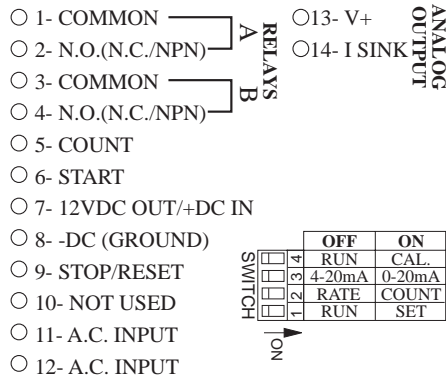 1- COMMON
2- N.O.(N.C./NPN)
A
3- COMMON
4- N.O.(N.C./NPN)
B
RELAYS
5- COUNT
6- START
7- 12VDC OUT/+DC IN
8- -DC (GROUND)
9- STOP/RESET
10- NOT USED
11- A.C. INPUT
12- A.C. INPUT
13- V+
14- I SINK
ANALOG
OUTPUT
SWITCH
OFF ON
4 RUN CAL.
3 4-20mA 0-20mA
2 RATE COUNT
1 RUN SET
ON